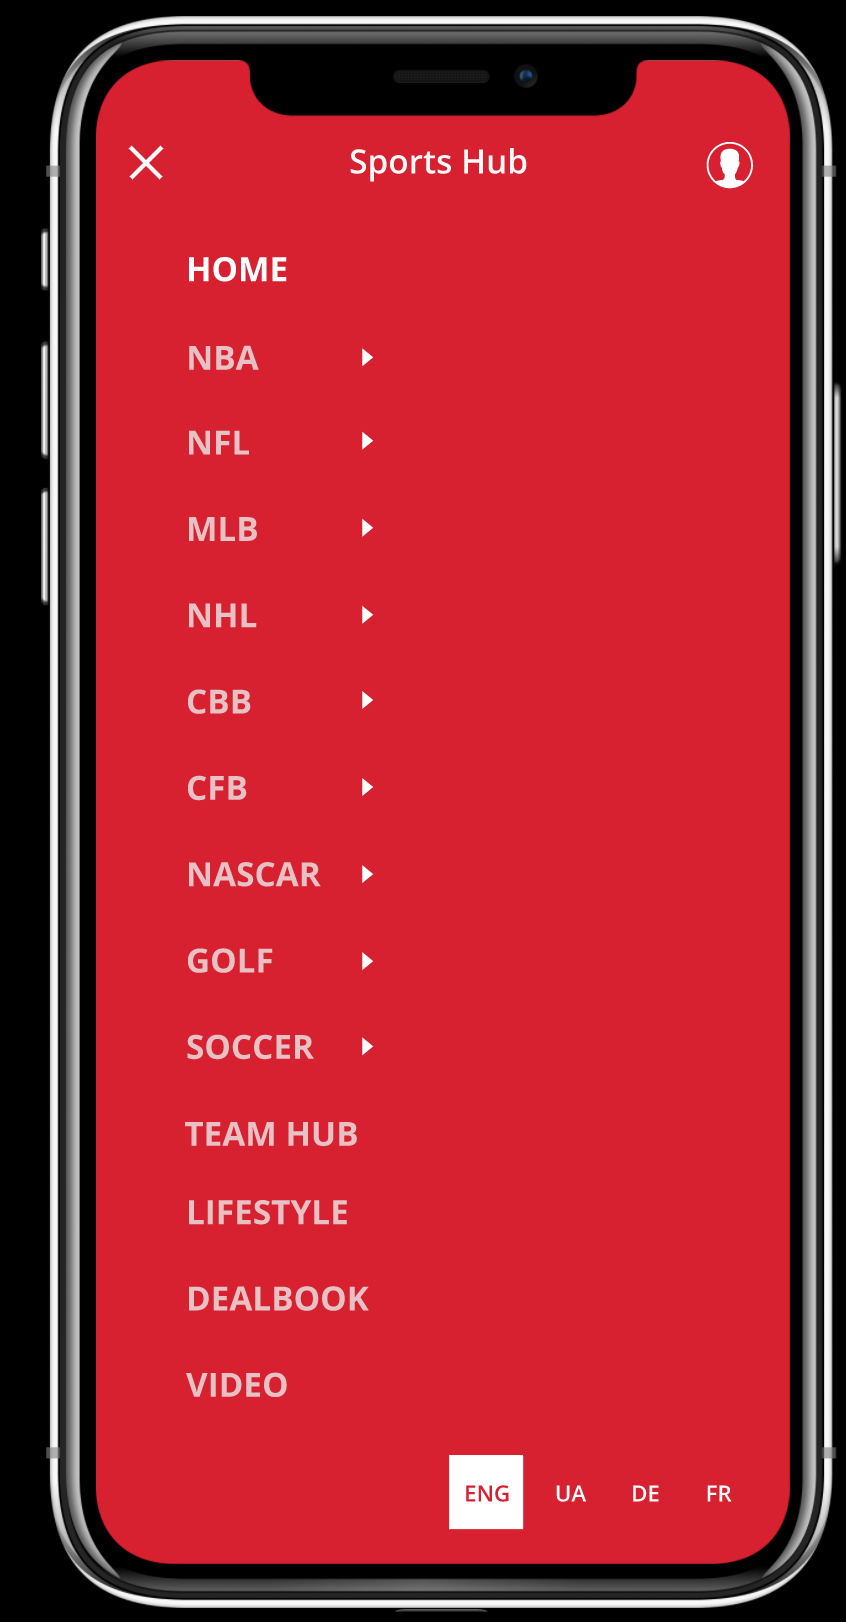 Sports Hub
HOME
NBA
NFL
MLB
NHL
CBB
CFB
NASCAR
GOLF
SOCCER
TEAM HUB
LIFESTYLE
DEALBOOK
VIDEO
ENG UA DE FR